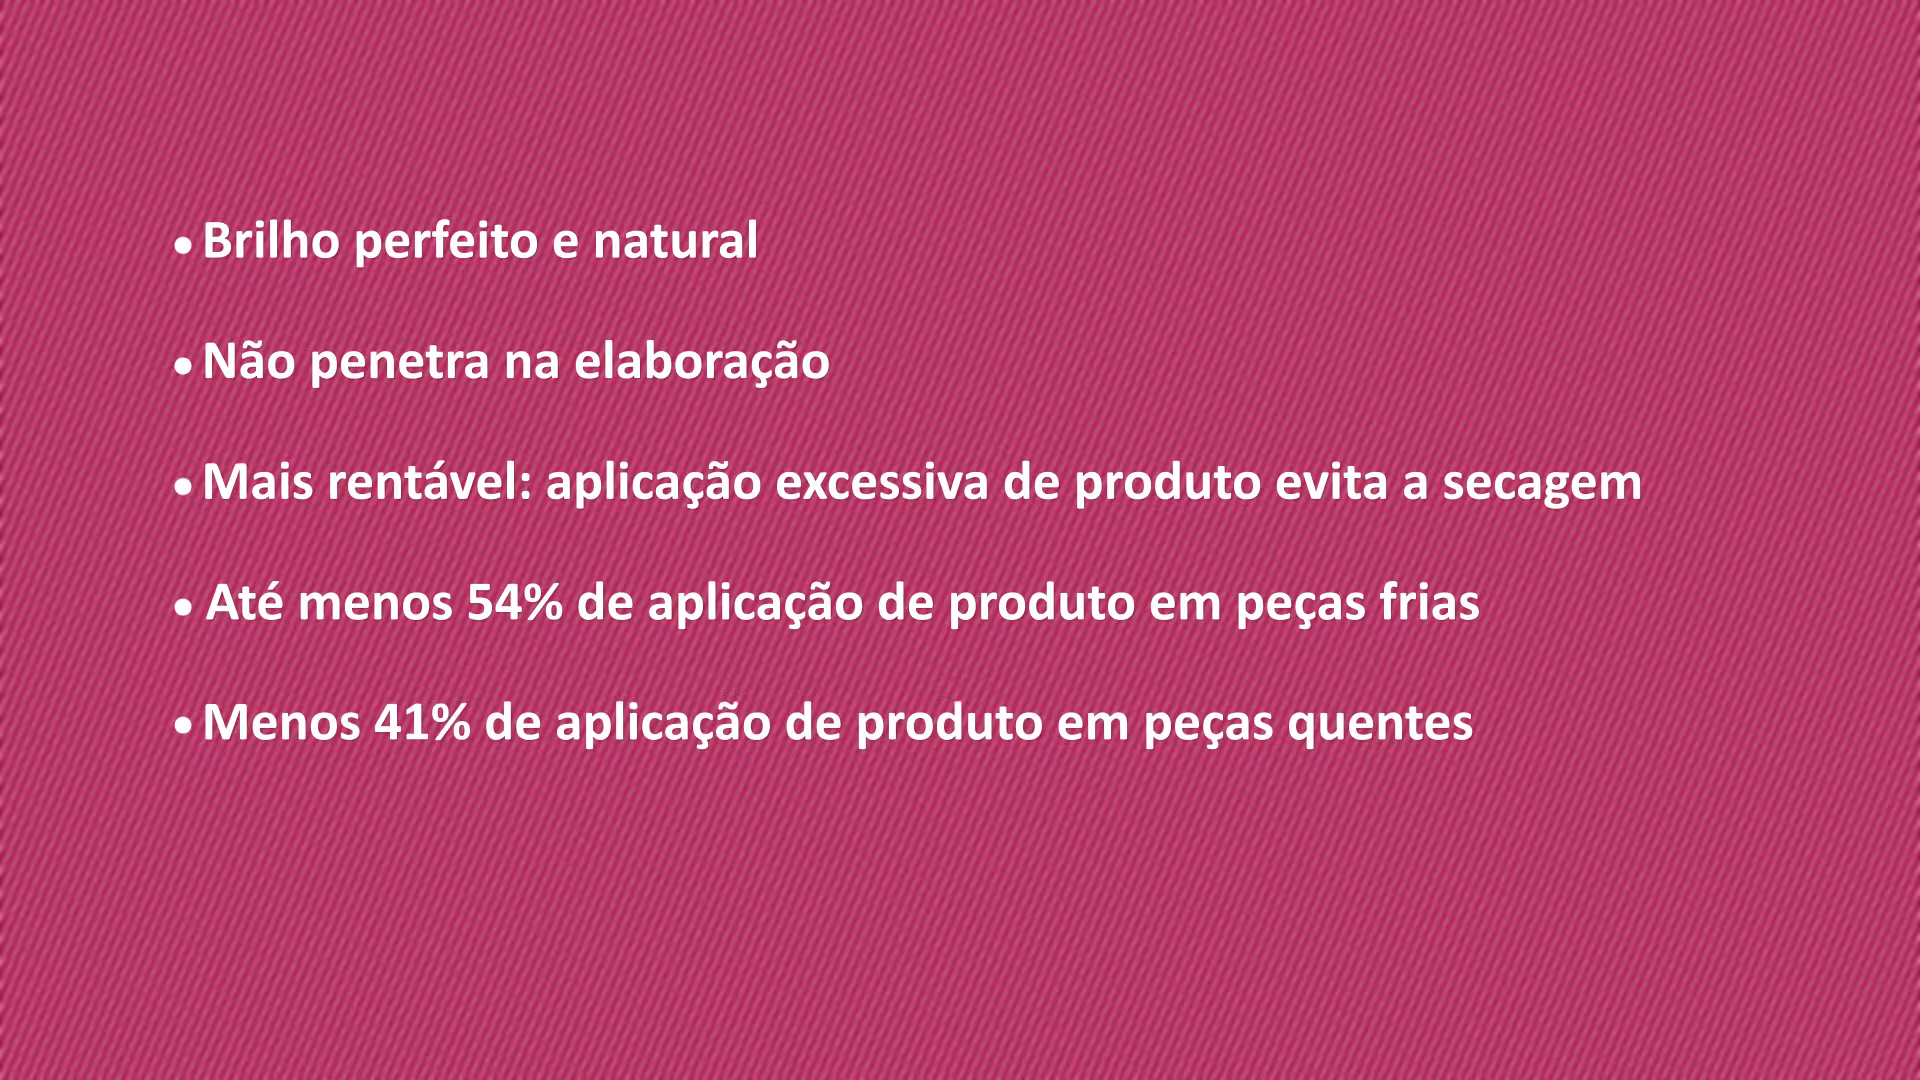 • Brilho perfeito e natural
• Não penetra na elaboração
• Mais rentável: aplicação excessiva de produto evita a secagem
• Até menos 54% de aplicação de produto em peças frias
• Menos 41% de aplicação de produto em peças quentes